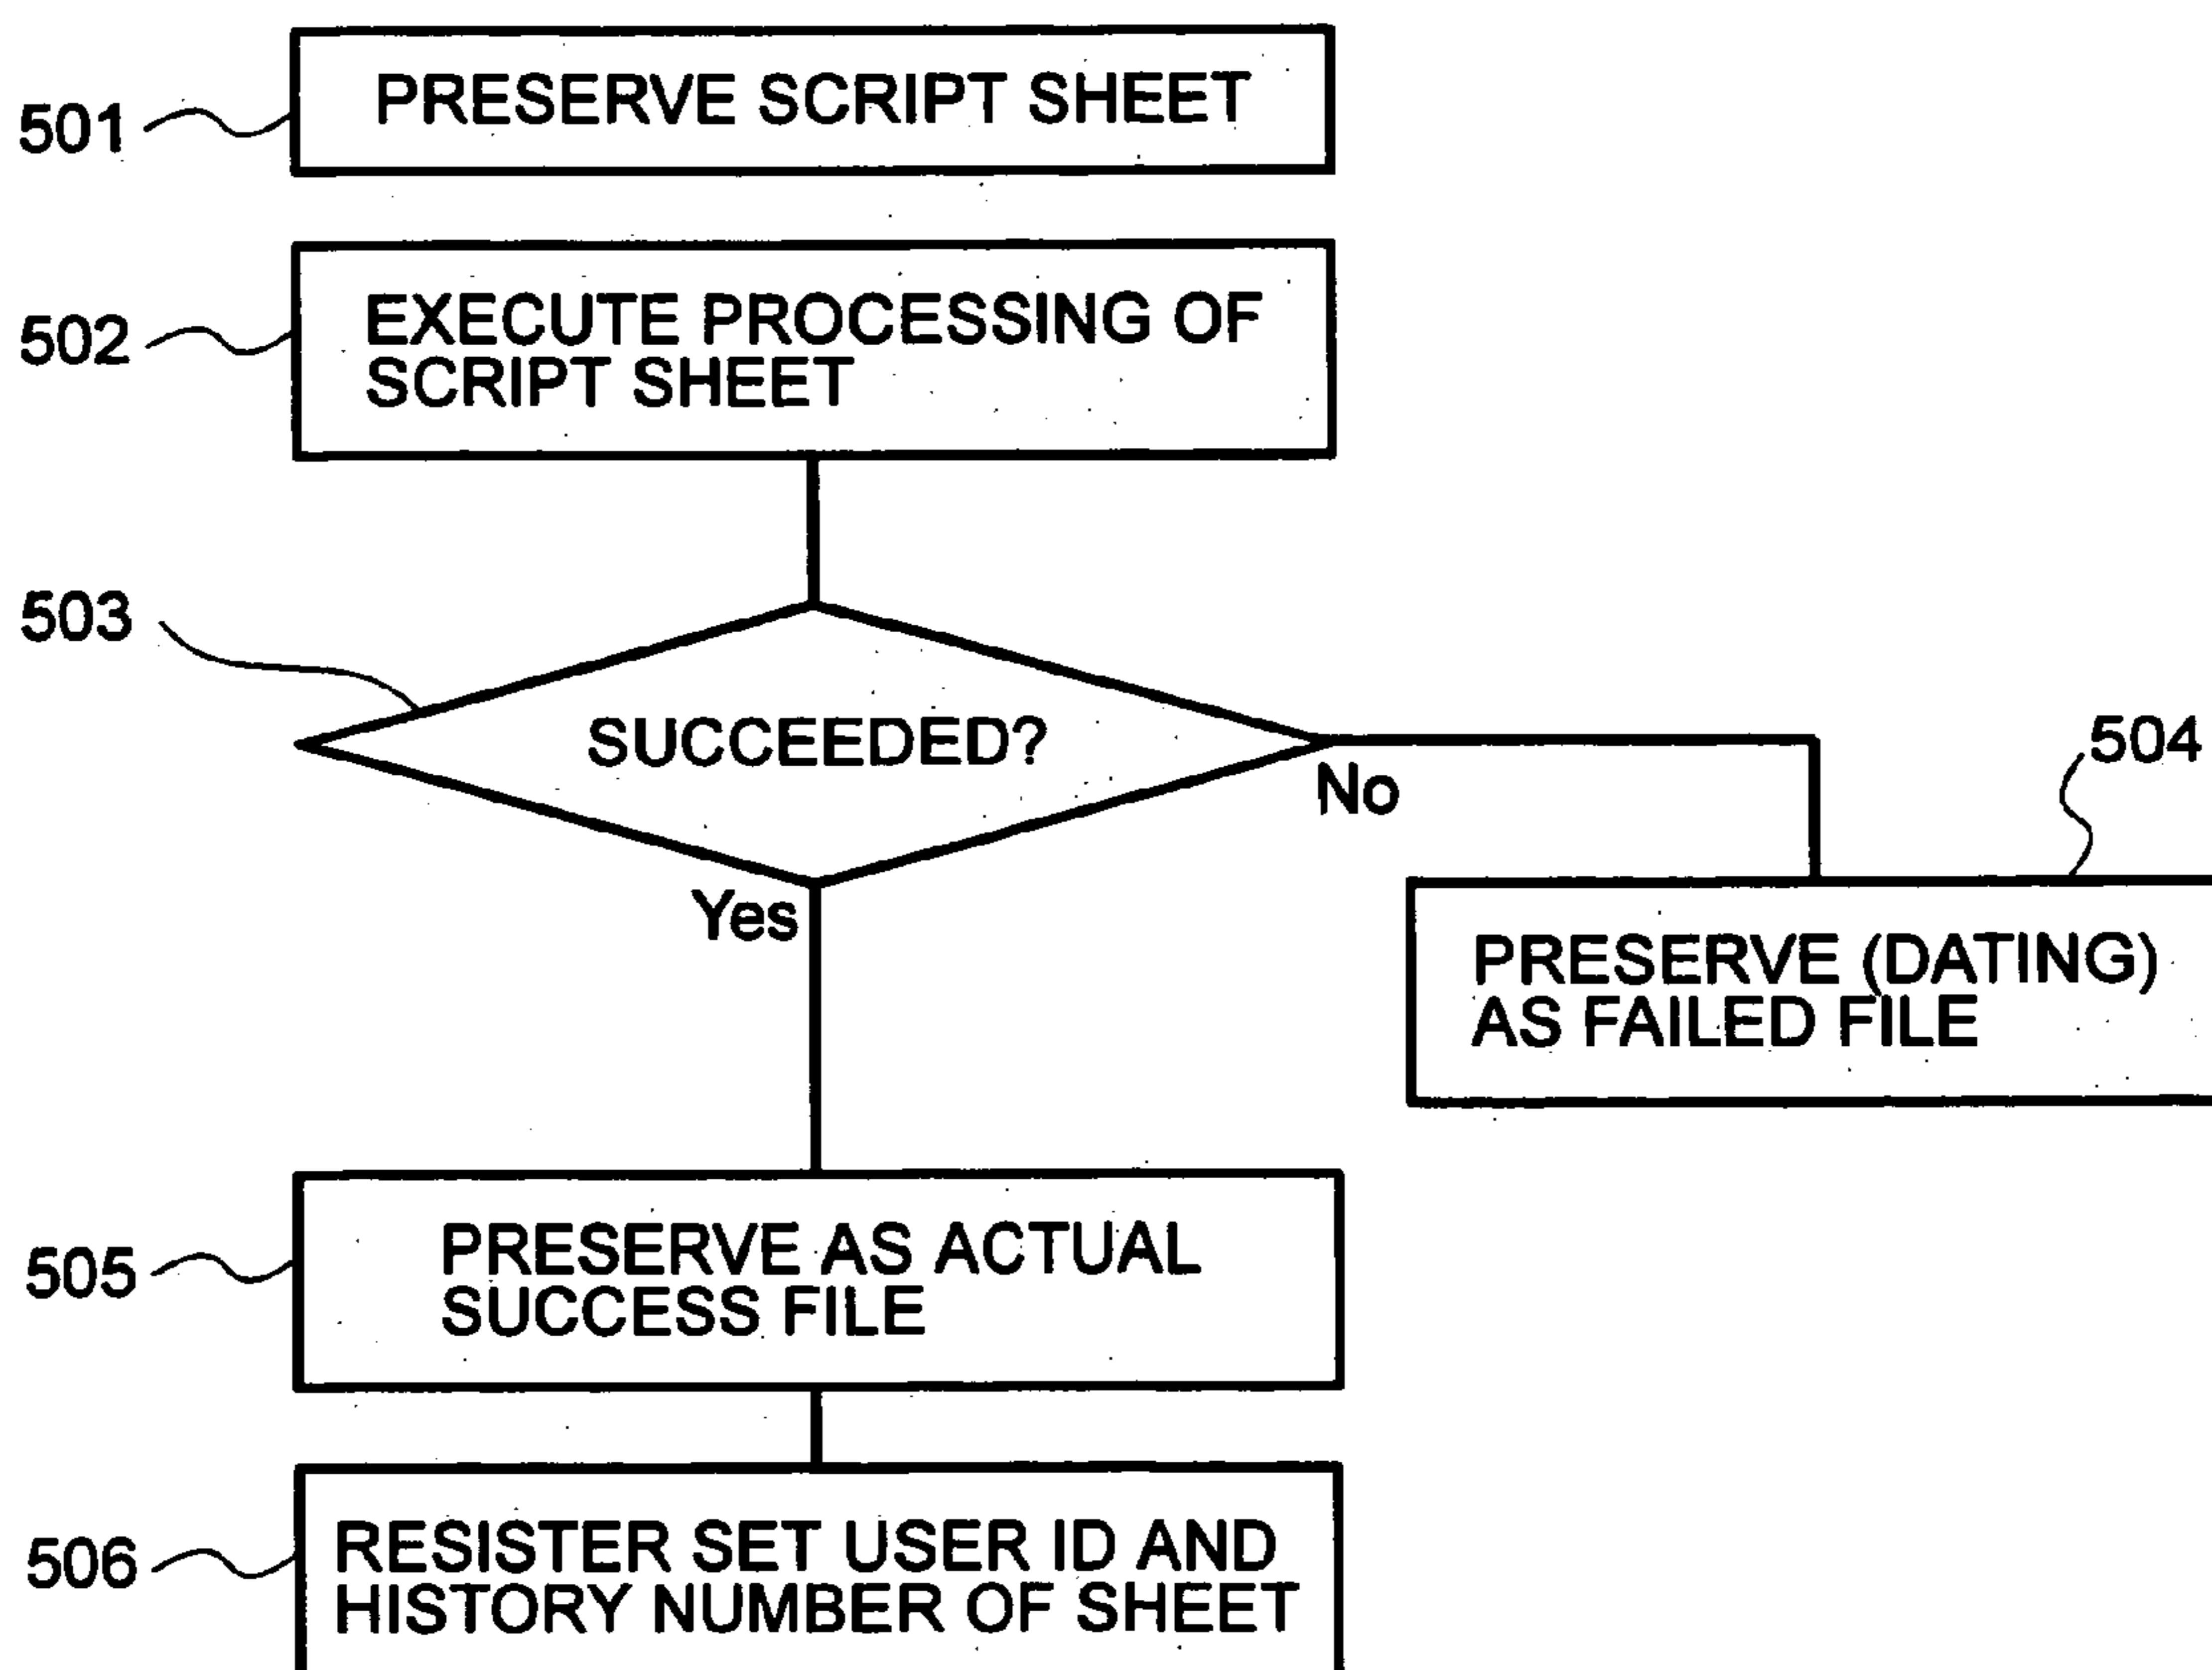 501
PRESERVE SCRIPT SHEET
502
EXECUTE PROCESSING OF
SCRIPT SHEET
503
SUCCEEDED?
No
504
Yes
PRESERVE (DATING)
AS FAILED FILE
505
PRESERVE AS ACTUAL
SUCCESS FILE
506
RESISTER SET USER ID AND
HISTORY NUMBER OF SHEET